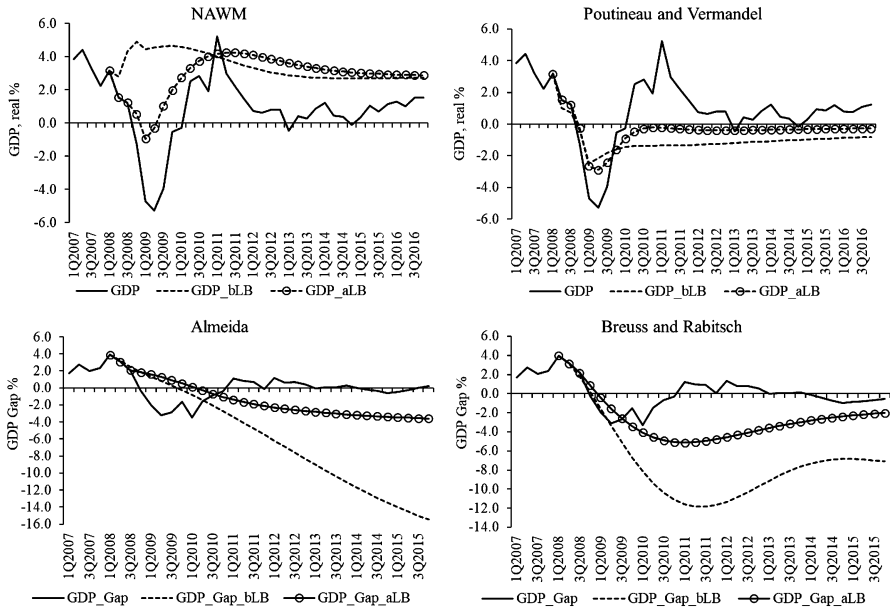 NAWM
GDP, real %
6.0
4.0
2.0
0.0
-2.0
-4.0
-6.0
1Q2007
3Q2007
1Q2008
3Q2008
1Q2009
3Q2009
1Q2010
3Q2010
1Q2011
3Q2011
1Q2012
3Q2012
1Q2013
3Q2013
1Q2014
3Q2014
1Q2015
3Q2015
1Q2016
3Q2016
GDP GDP_bLB GDP_aLB
Poutineau and Vermandel
GDP, real %
6.0
4.0
2.0
0.0
-2.0
-4.0
-6.0
1Q2007
3Q2007
1Q2008
3Q2008
1Q2009
3Q2009
1Q2010
3Q2010
1Q2011
3Q2011
1Q2012
3Q2012
1Q2013
3Q2013
1Q2014
3Q2014
1Q2015
3Q2015
1Q2016
3Q2016
GDP GDP_bLB GDP_aLB
Almeida
GDP Gap %
6.0
4.0
2.0
0.0
-2.0
-4.0
-6.0
-8.0
-10.0
-12.0
-14.0
-16.0
1Q2007
3Q2007
1Q2008
3Q2008
1Q2009
3Q2009
1Q2010
3Q2010
1Q2011
3Q2011
1Q2012
3Q2012
1Q2013
3Q2013
1Q2014
3Q2014
1Q2015
3Q2015
GDP_Gap GDP_Gap_bLB GDP_Gap_aLB
Breuss and Rabitsch
GDP Gap %
6.0
4.0
2.0
0.0
-2.0
-4.0
-6.0
-8.0
-10.0
-12.0
-14.0
1Q2007
3Q2007
1Q2008
3Q2008
1Q2009
3Q2009
1Q2010
3Q2010
1Q2011
3Q2011
1Q2012
3Q2012
1Q2013
3Q2013
1Q2014
3Q2014
1Q2015
3Q2015
GDP_Gap GDP_Gap_bLB GDP_Gap_aLB